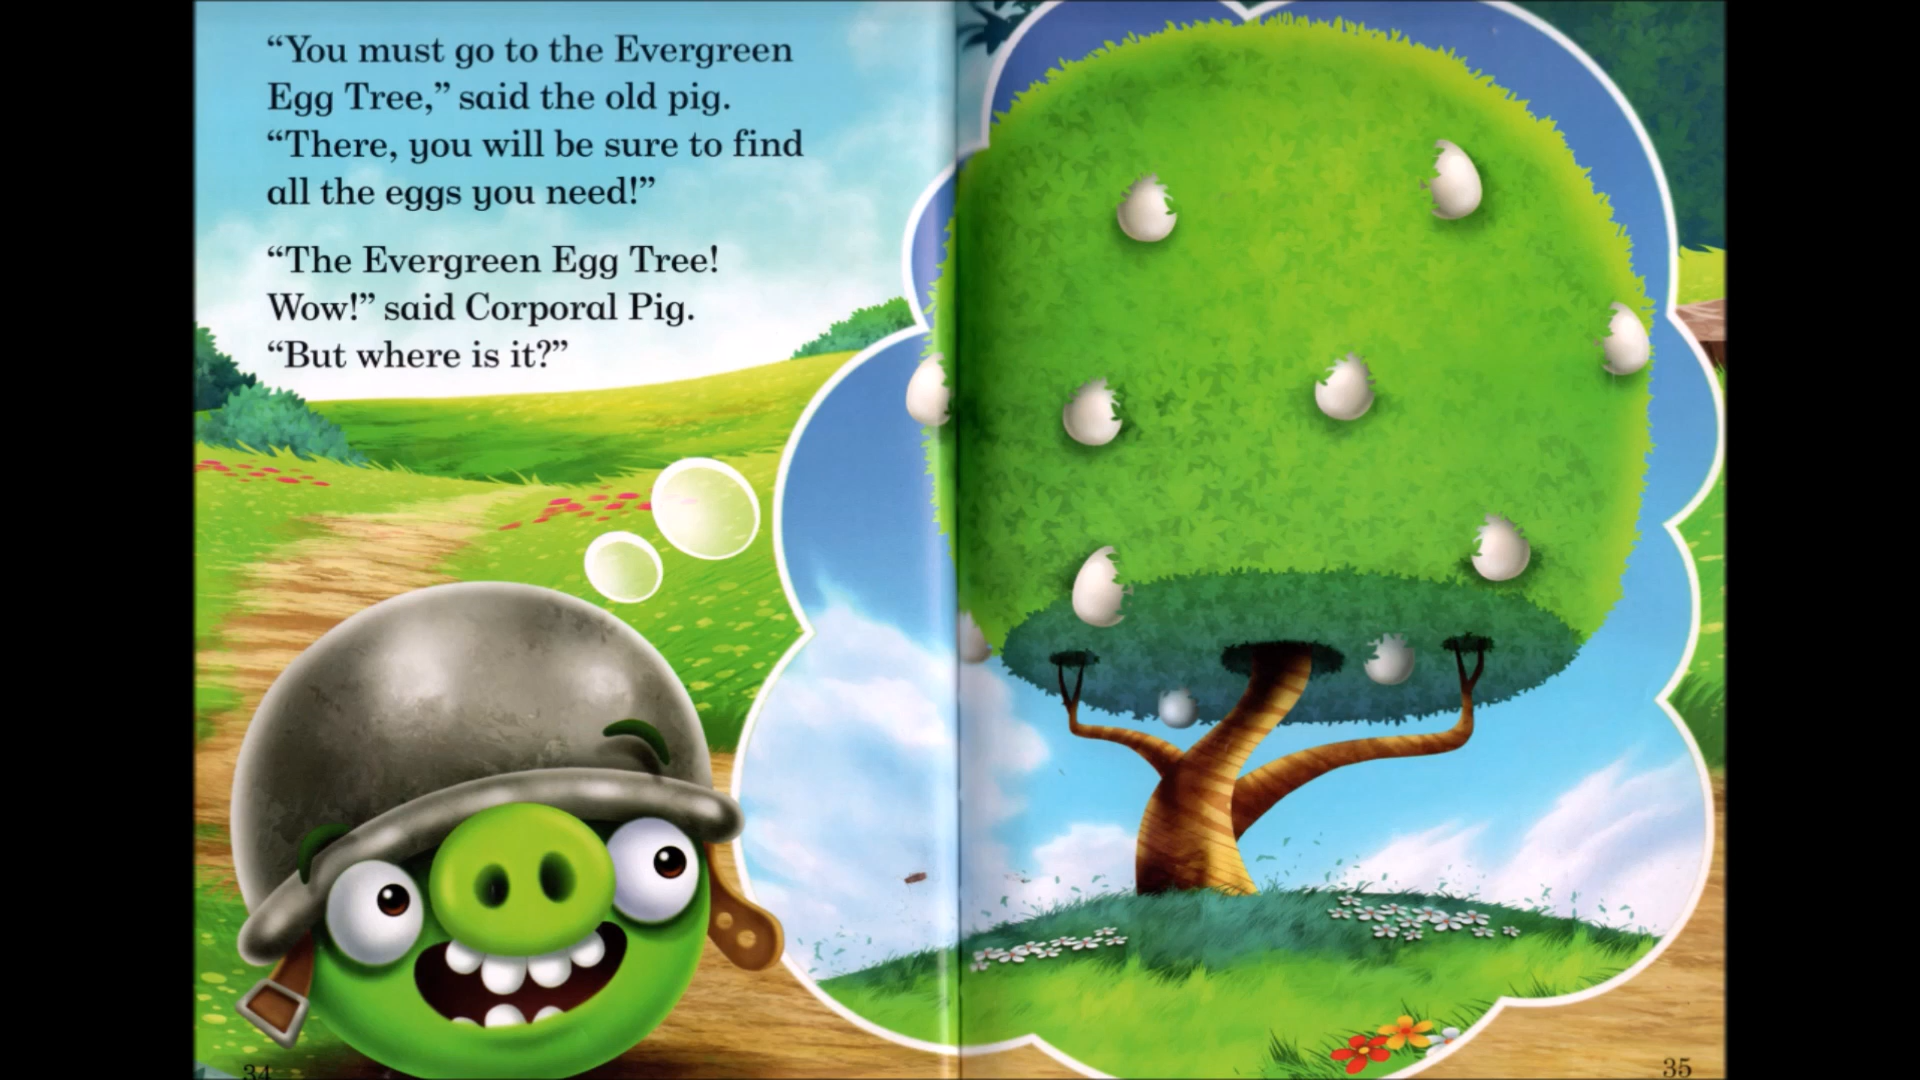 “You must go to the Evergreen
Egg Tree,” said the old pig.
“There, you will be sure to find
all the eggs you need!”
“The Evergreen Egg Tree!
Wow!” said Corporal Pig.
“But where is it?”
34
35